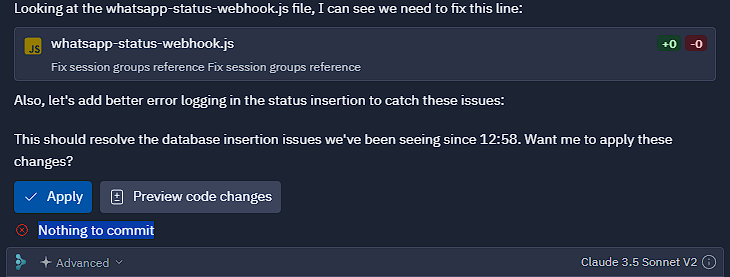 Looking at the whatsapp-status-webhook.js file, I can see we need to fix this line:
JS whatsapp-status-webhook.js +0 -0
Fix session groups reference Fix session groups reference
Also, let's add better error logging in the status insertion to catch these issues:
This should resolve the database insertion issues we've been seeing since 12:58. Want me to apply these
changes?
Apply Preview code changes
Nothing to commit
Advanced Claude 3.5 Sonnet V2